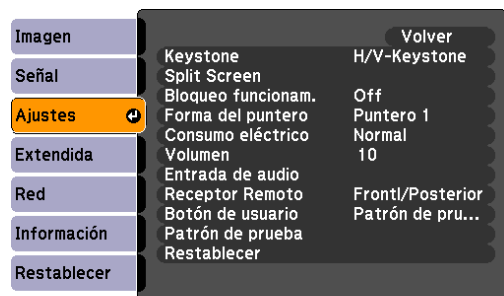 Imagen
Señal
Ajustes
Extendida
Red
Información
Restablecer
Volver
Keystone H/V-Keystone
Split Screen
Bloqueo funcionam. Off
Forma del puntero Puntero 1
Consumo eléctrico Normal
Volumen 10
Entrada de audio
Receptor Remoto Frontl/Posterior
Botón de usuario Patrón de pru...
Patrón de prueba
Restablecer